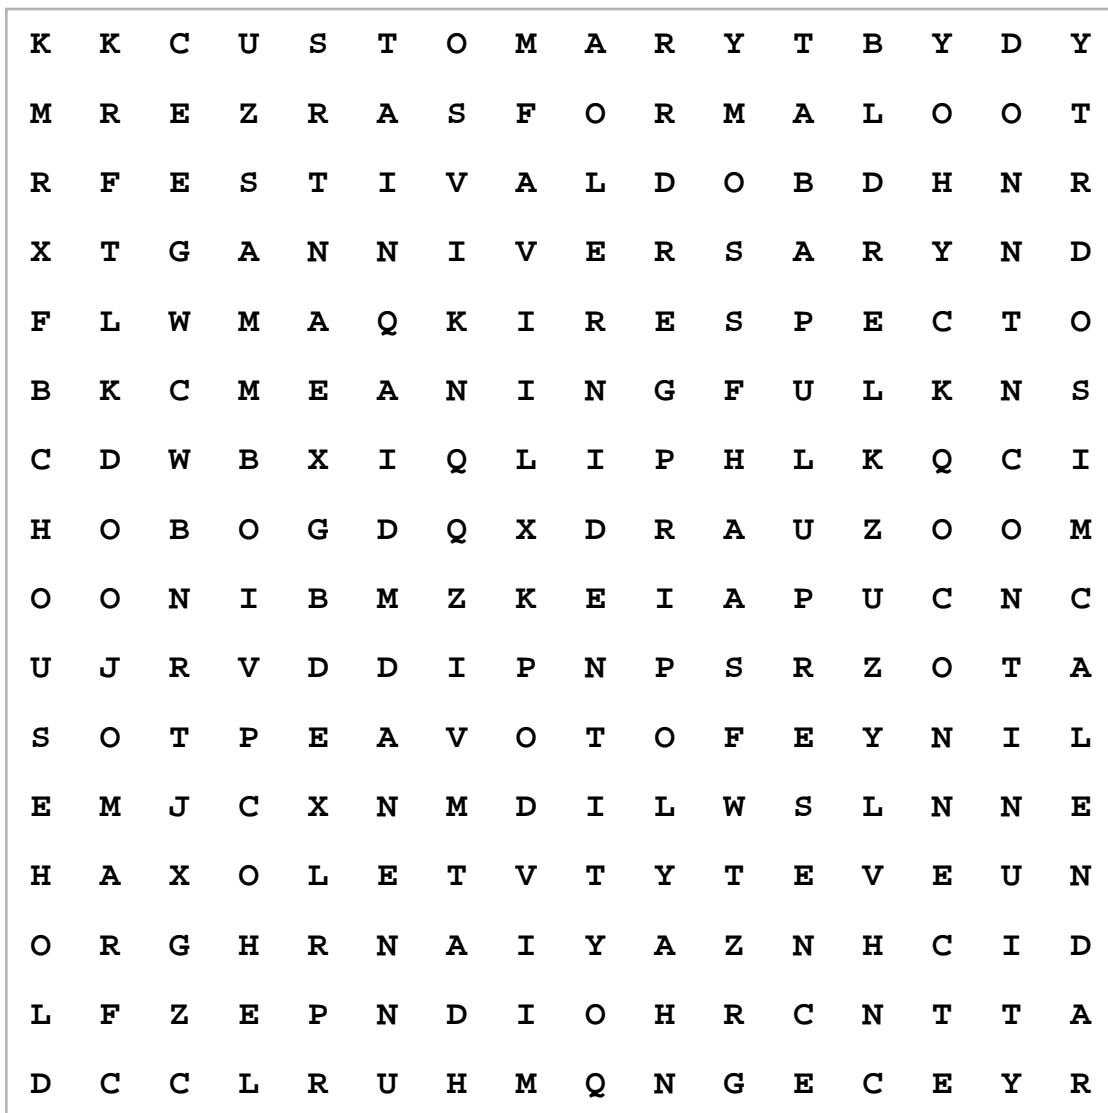 K K C U S T O M A R Y T B Y D Y
M R E Z R A S F O R M A L O O T
R F E S T I V A L D O B D H N R
X T G A N N I V E R S A R Y N D
F L W M A Q K I R E S P E C T O
B K C M E A N I N G F U L K N S
C D W B X I Q L I P H L K Q C I
H O B O G D Q X D R A U Z O O M
O O N I B M Z K E I A P U C N C
U J R V D D I P N P S R Z O T A
S O T P E A V O T O F E Y N I L
E M J C X N M D I L W S L N N E
H A X O L E T V T Y T E V E U N
O R G H R N A I Y A Z N H C I D
L F Z E P N D I O H R C N T T A
D C C L R U H M Q N G E C E Y R